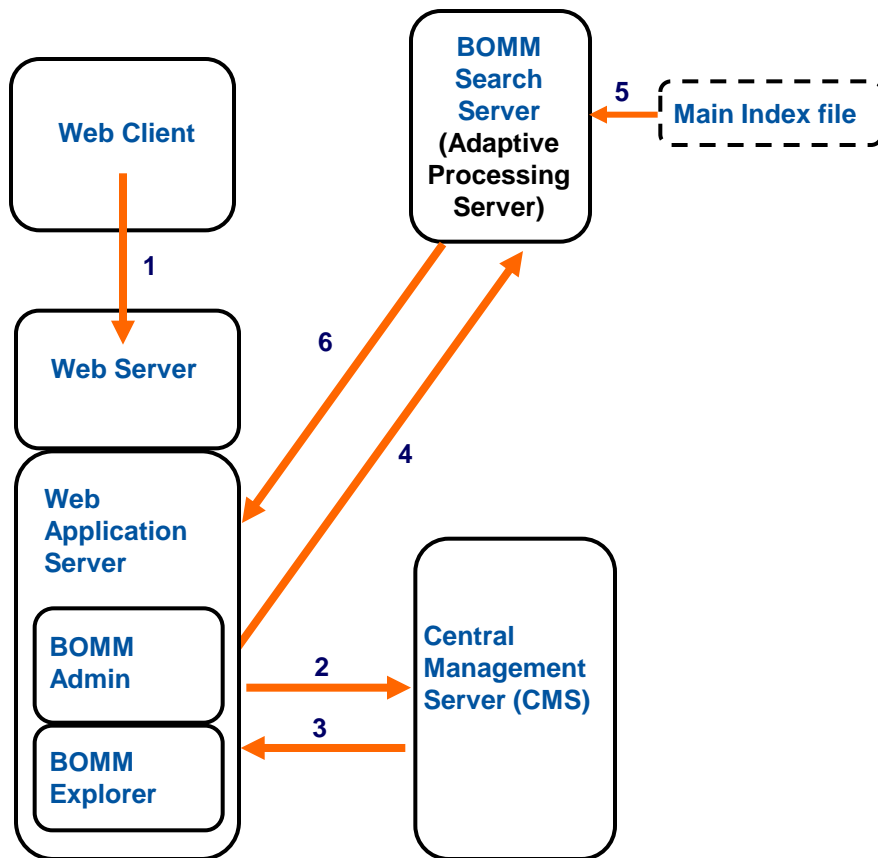 BOMM
Search
Server
(Adaptive
Processing
Server)
5
Main Index file
Web Client
1
Web Server
6
4
Web
Application
Server
BOMM
Admin
2
Central
Management
Server (CMS)
3
BOMM
Explorer